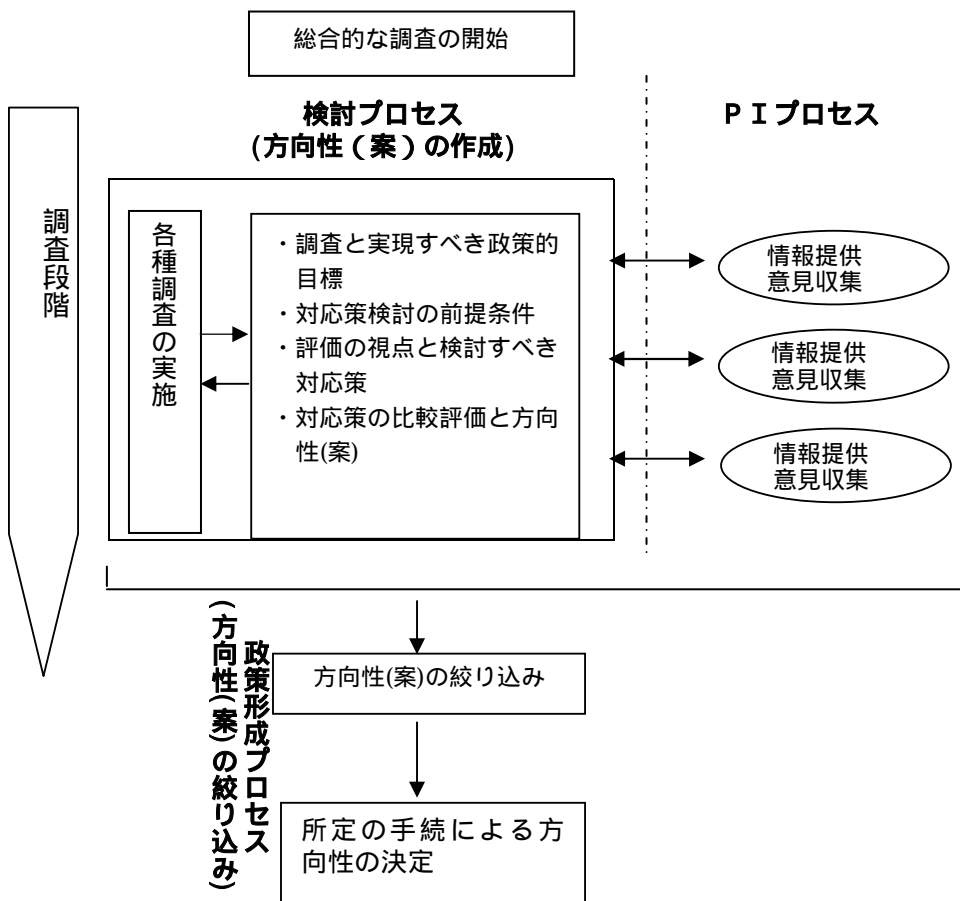 総合的な調査の開始
検討プロセス
(方向性（案）の作成)
ＰＩプロセス
調査段階
各種調査の実施
・調査と実現すべき政策的
目標
・対応策検討の前提条件
・評価の視点と検討すべき
対応策
・対応策の比較評価と方向
性(案)
情報提供
意見収集
情報提供
意見収集
情報提供
意見収集
政策形成プロセス
(方向性(案)の絞り込み)
方向性(案)の絞り込み
所定の手続による方
向性の決定